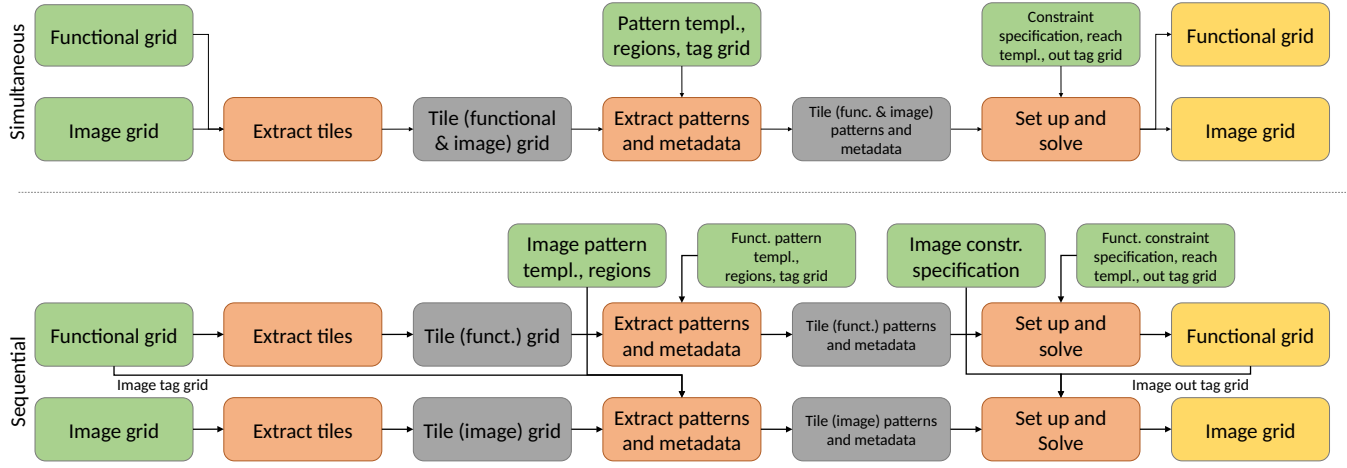 Simultaneous
Functional grid
Pattern templ.,
regions, tag grid
Constraint
specification, reach
templ., out tag grid
Functional grid
Image grid
Extract tiles
Tile (functional
& image) grid
Extract patterns
and metadata
Tile (func. & image)
patterns and
metadata
Set up and
solve
Image grid
Sequential
Image pattern
templ., regions
Funct. pattern
templ.,
regions, tag grid
Image constr.
specification
Funct. constraint
specification, reach
templ., out tag grid
Functional grid
Extract tiles
Tile (funct.) grid
Extract patterns
and metadata
Tile (funct.) patterns
and metadata
Set up and
solve
Functional grid
Image tag grid
Image out tag grid
Image grid
Extract tiles
Tile (image) grid
Extract patterns
and metadata
Tile (image) patterns
and metadata
Set up and
Solve
Image grid